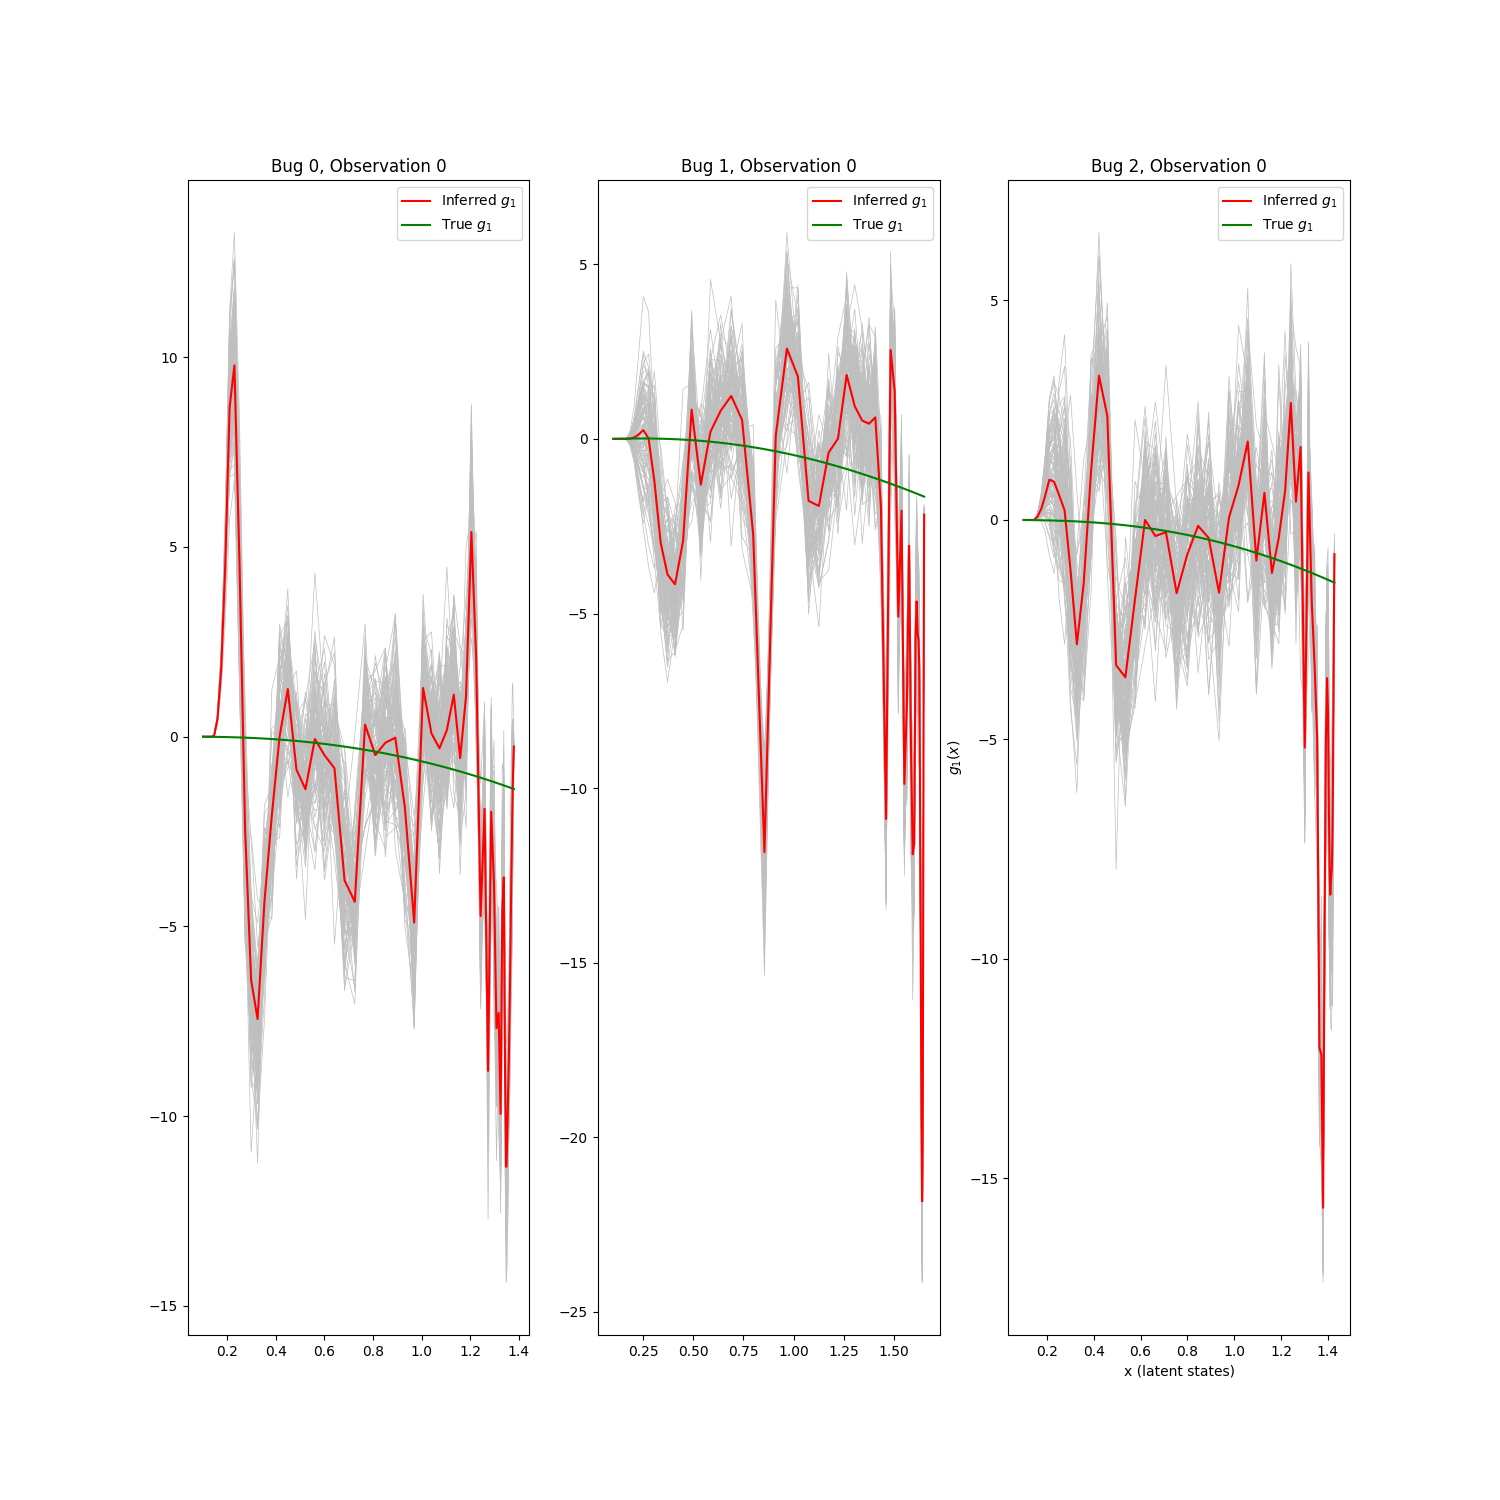 Bug 0, Observation 0
Inferred g₁
True g₁
10
5
0
−5
−10
−15
0.2 0.4 0.6 0.8 1.0 1.2 1.4
Bug 1, Observation 0
Inferred g₁
True g₁
5
0
−5
−10
−15
−20
−25
0.25 0.50 0.75 1.00 1.25 1.50
Bug 2, Observation 0
Inferred g₁
True g₁
g₁(x)
5
0
−5
−10
−15
0.2 0.4 0.6 0.8 1.0 1.2 1.4
x (latent states)